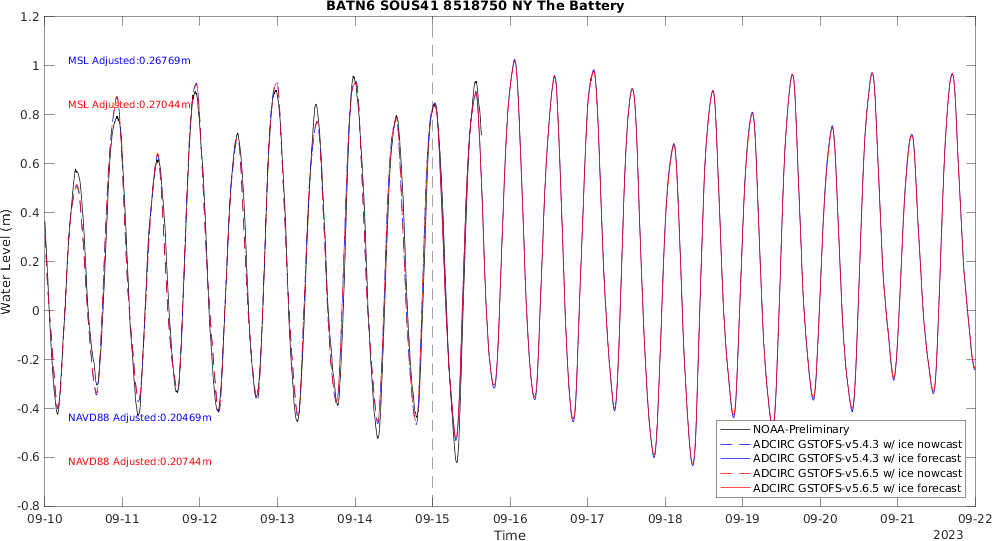 BATN6 SOUS41 8518750 NY The Battery
1.2
1
0.8
0.6
0.4
0.2
0
-0.2
-0.4
-0.6
-0.8
Water Level (m)
MSL Adjusted:0.26769m
MSL Adjusted:0.27044m
NAVD88 Adjusted:0.20469m
NAVD88 Adjusted:0.20744m
NOAA-Preliminary
ADCIRC GSTOFS-v5.4.3 w/ ice nowcast
ADCIRC GSTOFS-v5.4.3 w/ ice forecast
ADCIRC GSTOFS-v5.6.5 w/ ice nowcast
ADCIRC GSTOFS-v5.6.5 w/ ice forecast
09-10 09-11 09-12 09-13 09-14 09-15 09-16 09-17 09-18 09-19 09-20 09-21 09-22
Time
2023